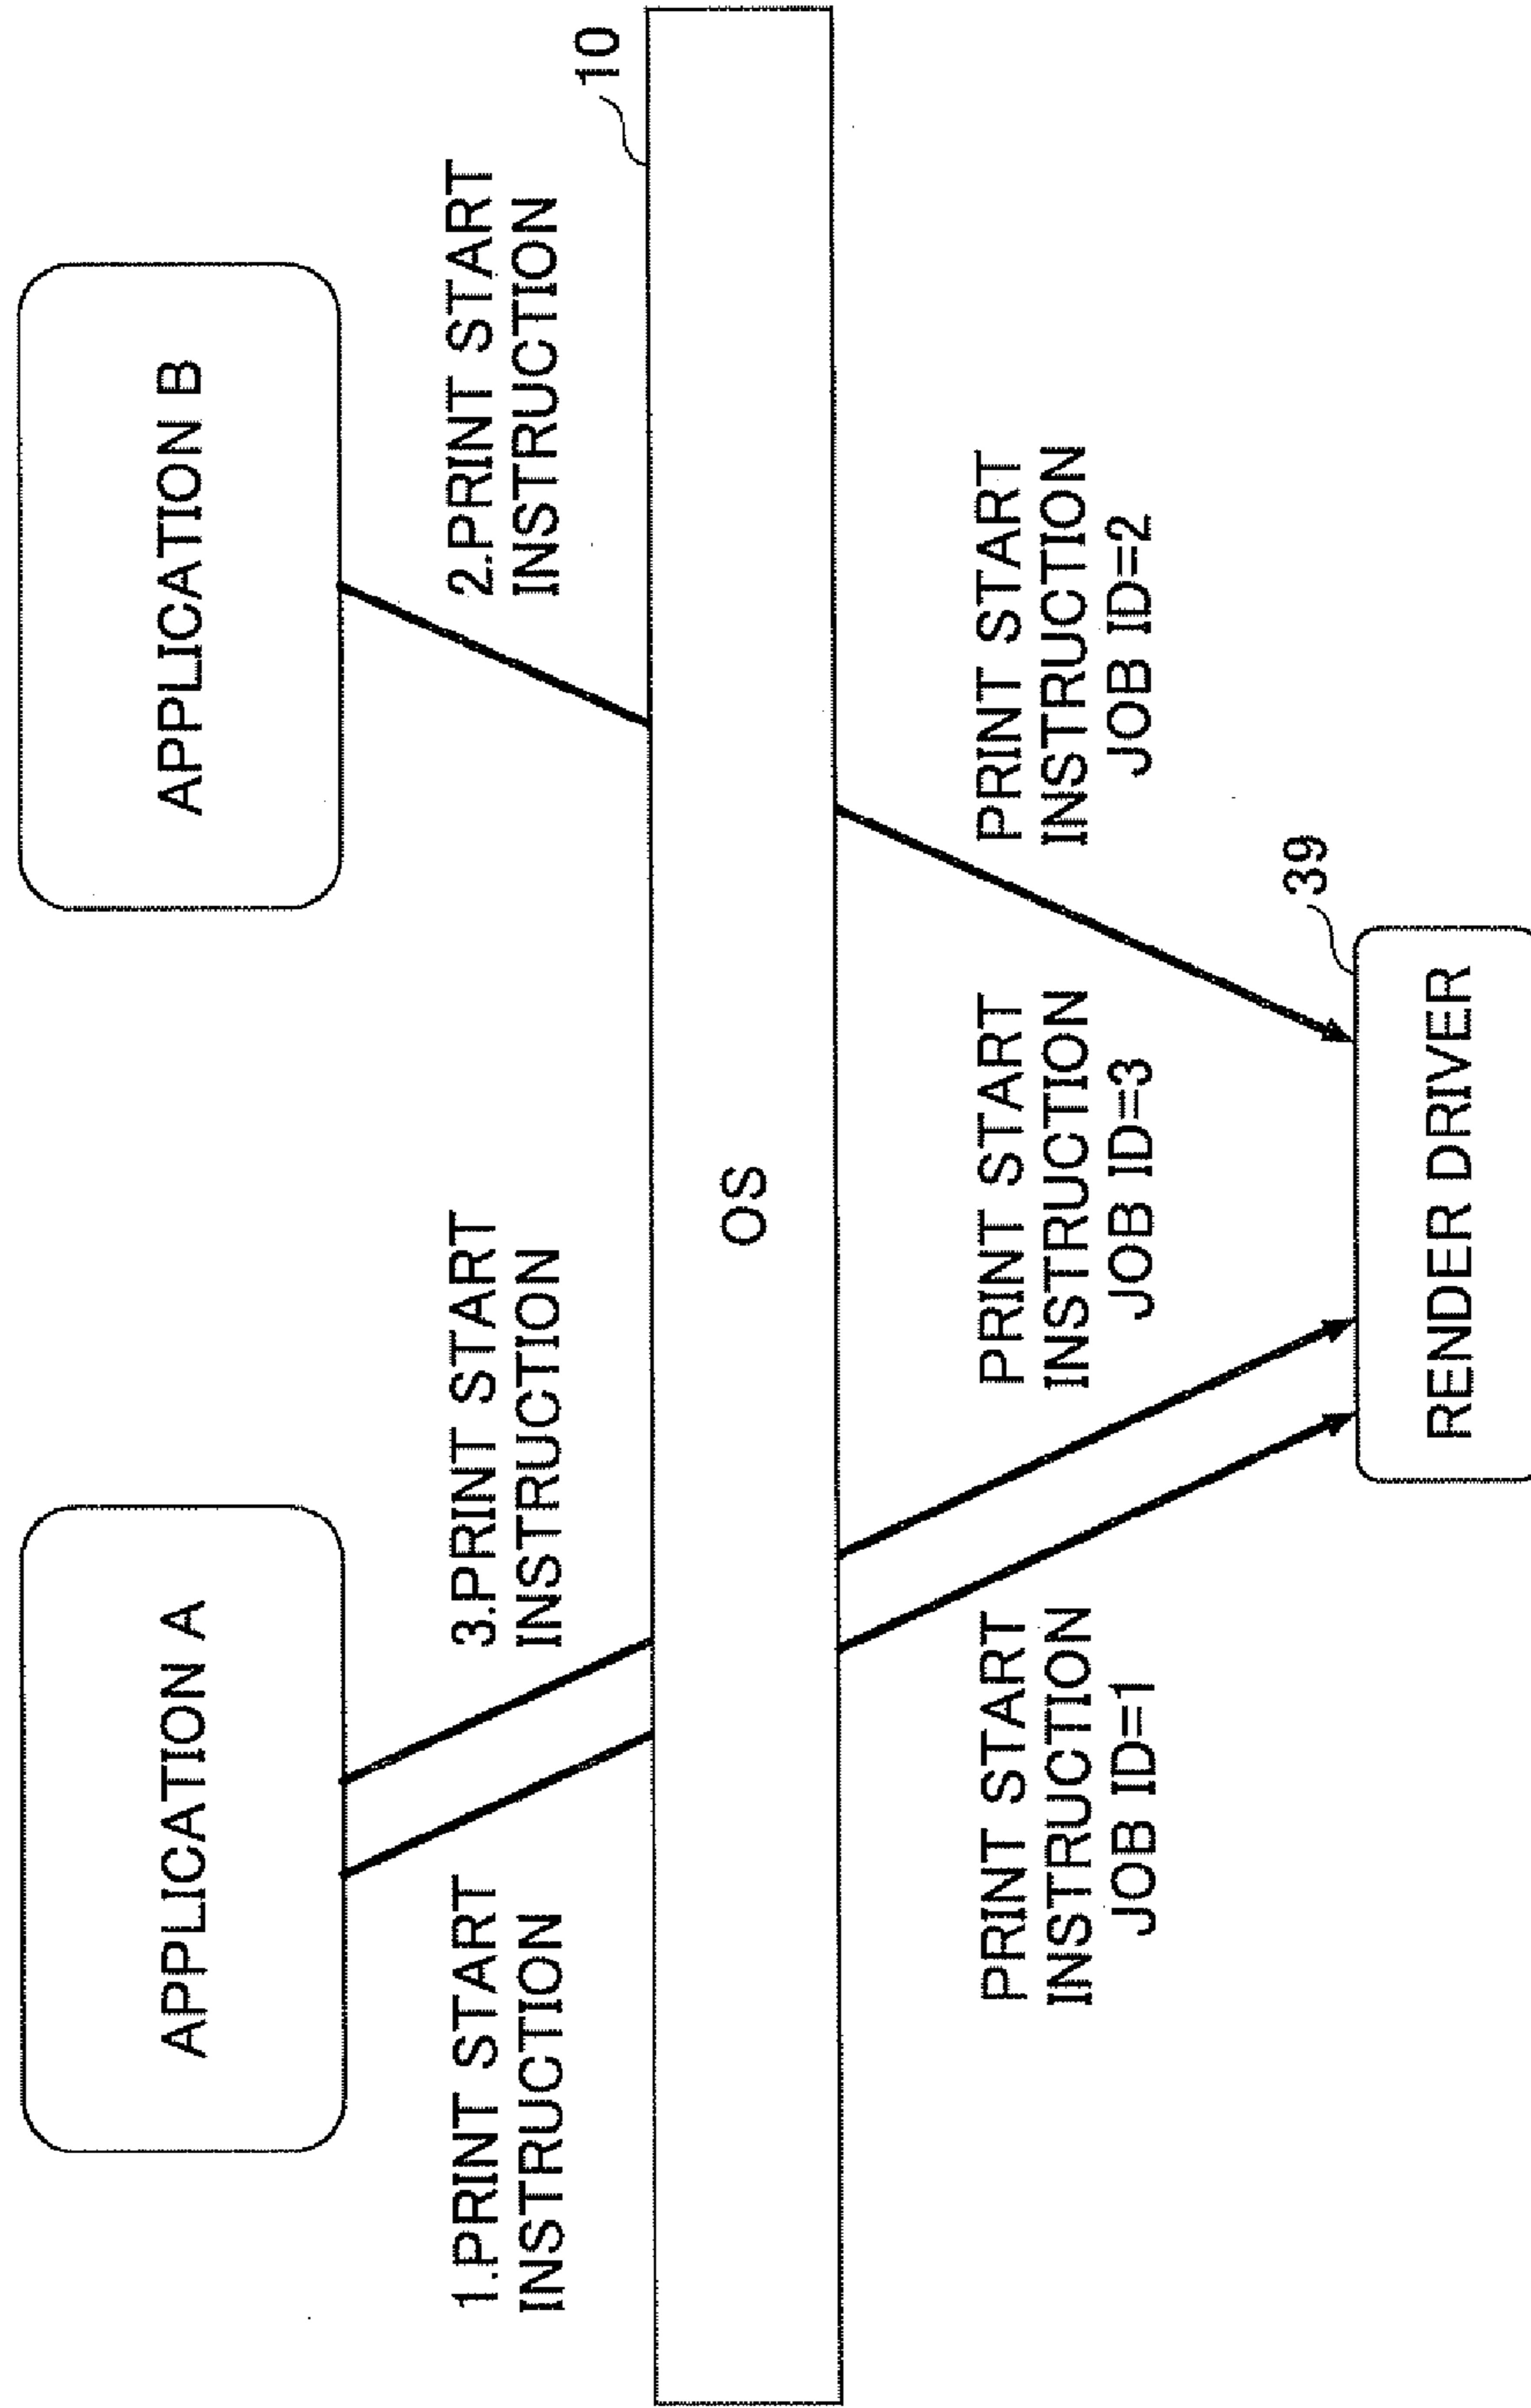 APPLICATION A
APPLICATION B
1.PRINT START
INSTRUCTION
3.PRINT START
INSTRUCTION
2.PRINT START
INSTRUCTION
10
OS
PRINT START
INSTRUCTION
JOB ID=1
PRINT START
INSTRUCTION
JOB ID=3
PRINT START
INSTRUCTION
JOB ID=2
39
RENDER DRIVER